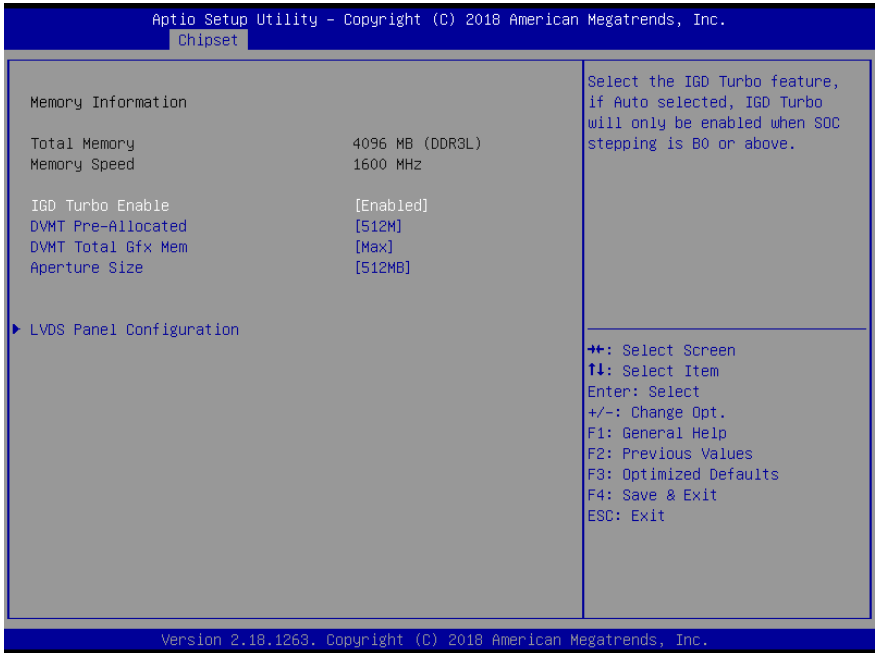 Aptio Setup Utility – Copyright (C) 2018 American Megatrends, Inc.
Chipset
Memory Information
Total Memory 4096 MB (DDR3L)
Memory Speed 1600 MHz
IGD Turbo Enable [Enabled]
DVMT Pre-Allocated [512M]
DVMT Total Gfx Mem [Max]
Aperture Size [512MB]
LVDS Panel Configuration
Select the IGD Turbo feature,
if Auto selected, IGD Turbo
will only be enabled when SOC
stepping is B0 or above.
→←: Select Screen
↑↓: Select Item
Enter: Select
+/-: Change Opt.
F1: General Help
F2: Previous Values
F3: Optimized Defaults
F4: Save & Exit
ESC: Exit
Version 2.18.1263. Copyright (C) 2018 American Megatrends, Inc.